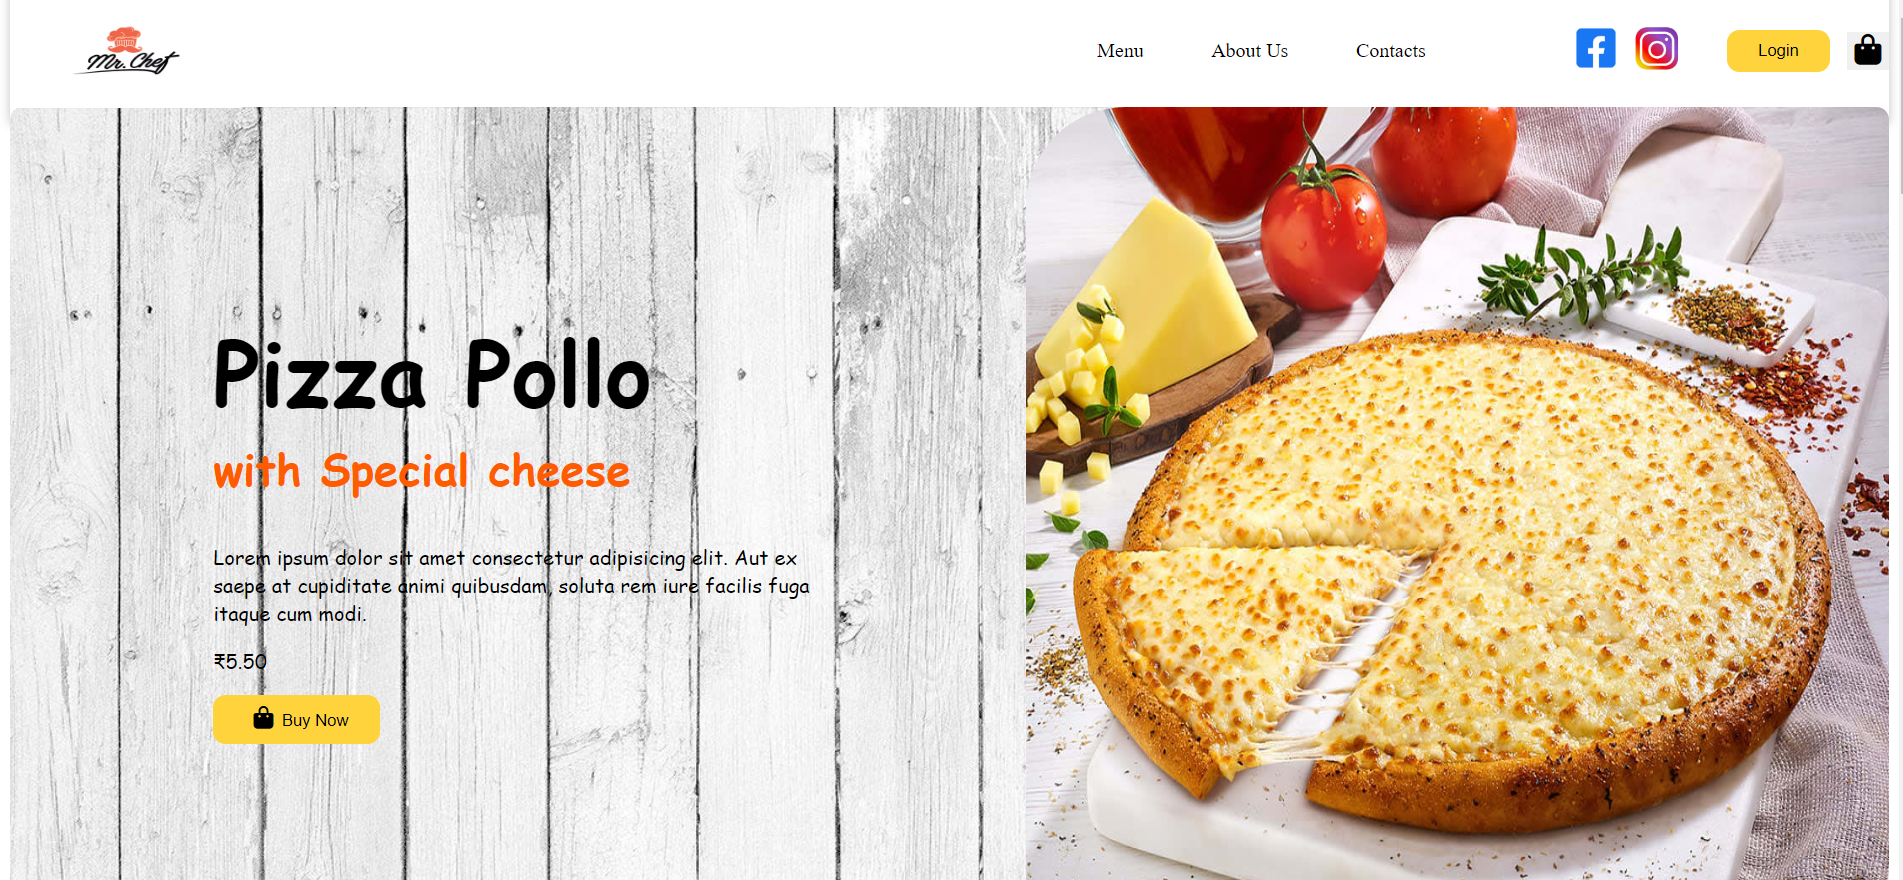 Mr. Chef
Menu
About Us
Contacts
Login
Pizza Pollo
with Special cheese
Lorem ipsum dolor sit amet consectetur adipisicing elit. Aut ex
saepe at cupiditate animi quibusdam, soluta rem iure facilis fuga
itaque cum modi.
₹5.50
Buy Now